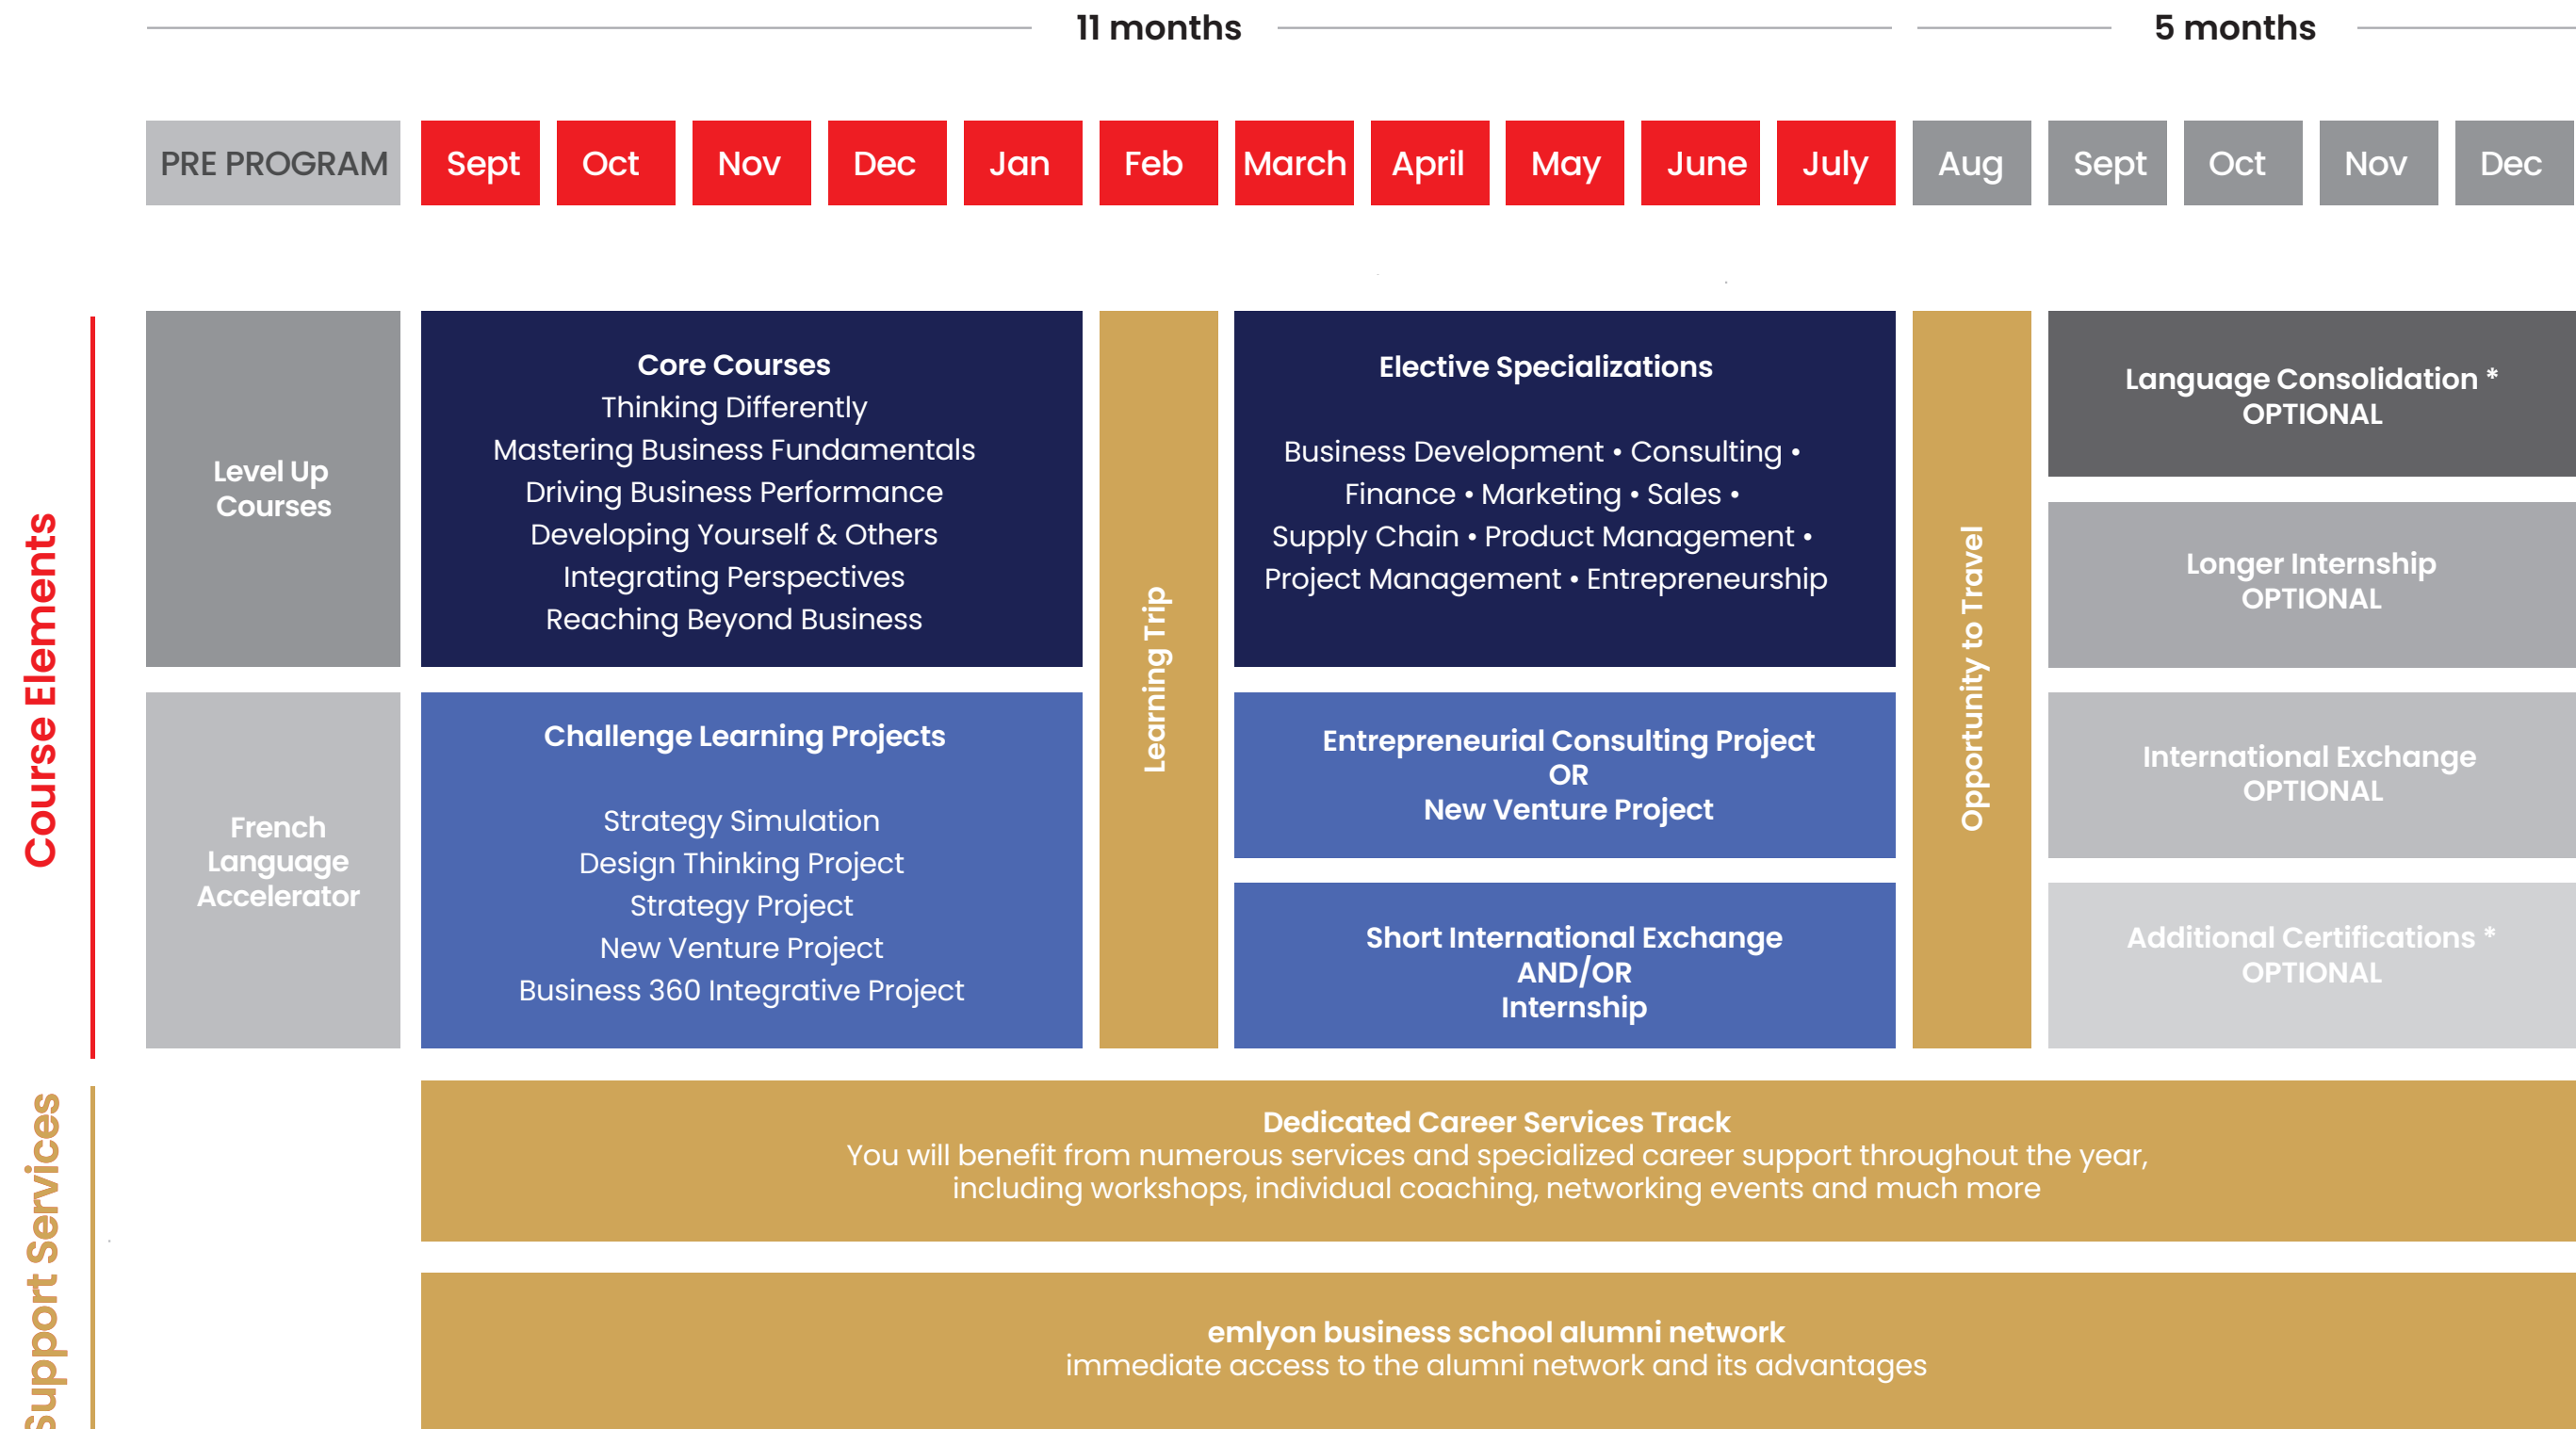 11 months
5 months
PRE PROGRAM
Sept
Oct
Nov
Dec
Jan
Feb
March
April
May
June
July
Aug
Sept
Oct
Nov
Dec
Course Elements
Level Up
Courses
French
Language
Accelerator
Core Courses
Thinking Differently
Mastering Business Fundamentals
Driving Business Performance
Developing Yourself & Others
Integrating Perspectives
Reaching Beyond Business
Challenge Learning Projects
Strategy Simulation
Design Thinking Project
Strategy Project
New Venture Project
Business 360 Integrative Project
Learning Trip
Elective Specializations
Business Development • Consulting •
Finance • Marketing • Sales •
Supply Chain • Product Management •
Project Management • Entrepreneurship
Entrepreneurial Consulting Project
OR
New Venture Project
Short International Exchange
AND/OR
Internship
Opportunity to Travel
Language Consolidation *
OPTIONAL
Longer Internship
OPTIONAL
International Exchange
OPTIONAL
Additional Certifications *
OPTIONAL
Support Services
Dedicated Career Services Track
You will benefit from numerous services and specialized career support throughout the year,
including workshops, individual coaching, networking events and much more
emlyon business school alumni network
immediate access to the alumni network and its advantages